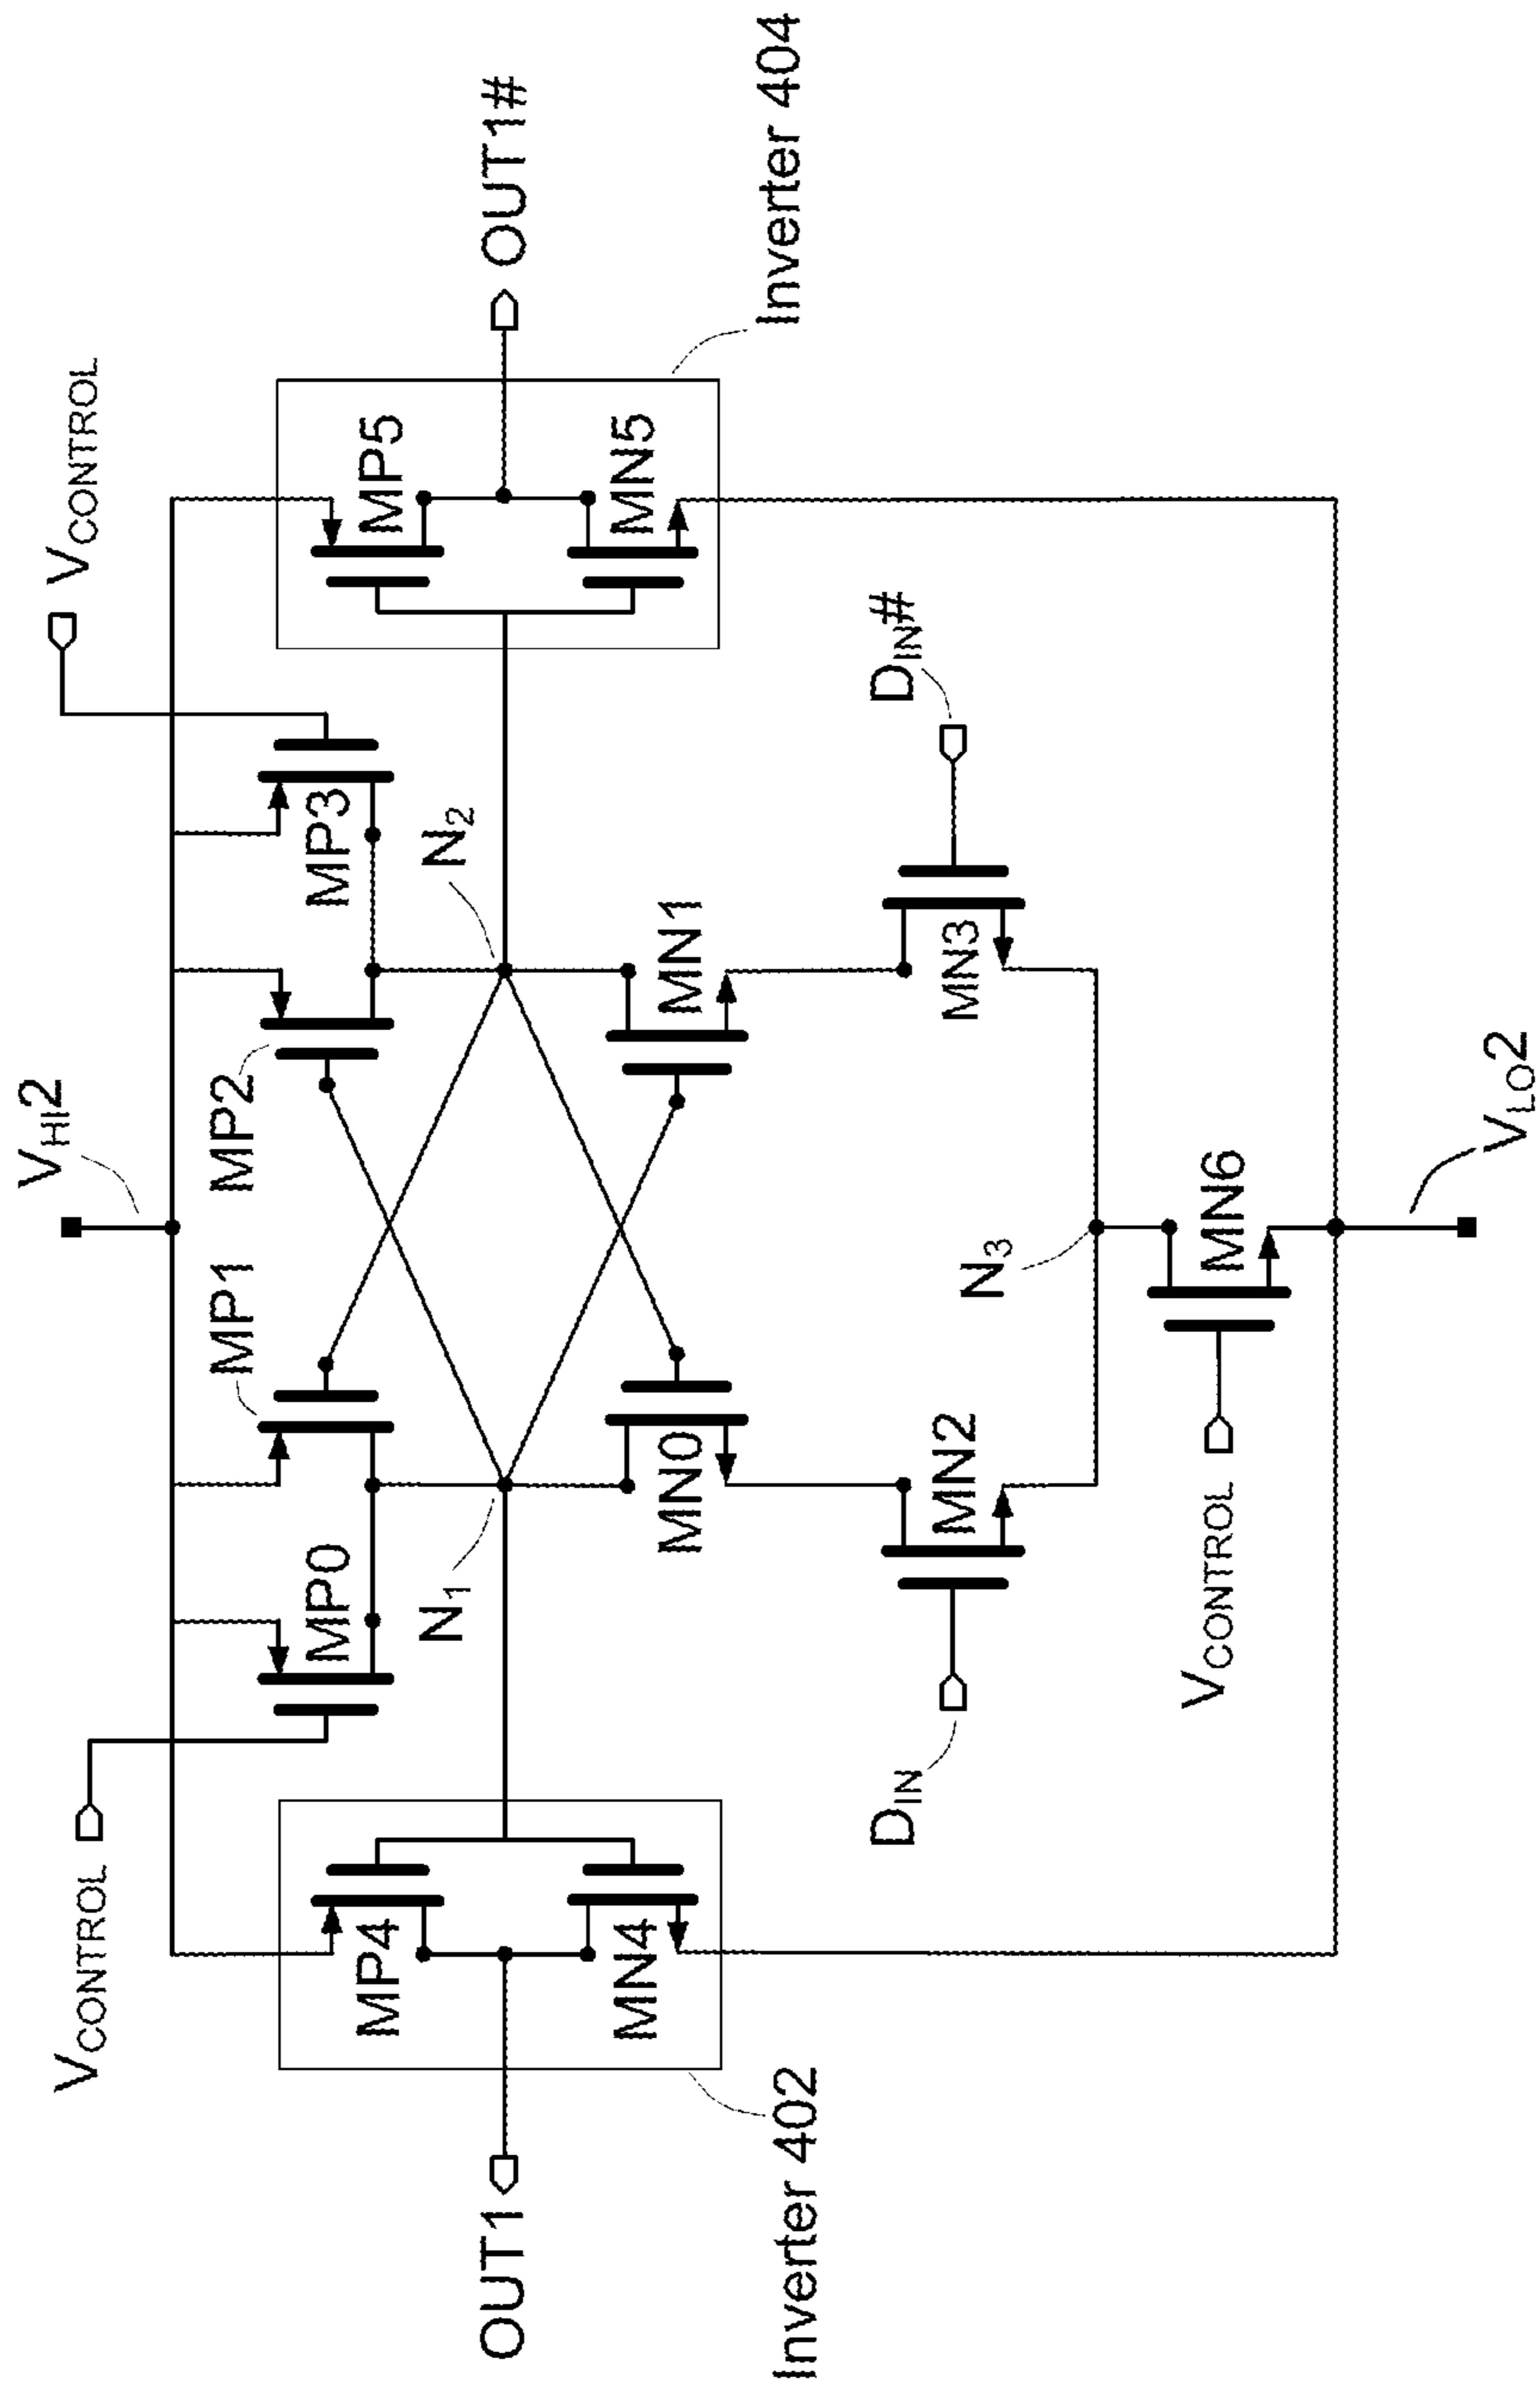 VHI2
VCONTROL
VCONTROL
MP1
MP2
MP0
MP3
MP4
MP5
N1
N2
OUT1
OUT1#
MN4
MN0
MN1
MN5
Inverter 402
Inverter 404
DIN
DIN#
MN2
MN3
N3
VCONTROL
MN6
VLO2